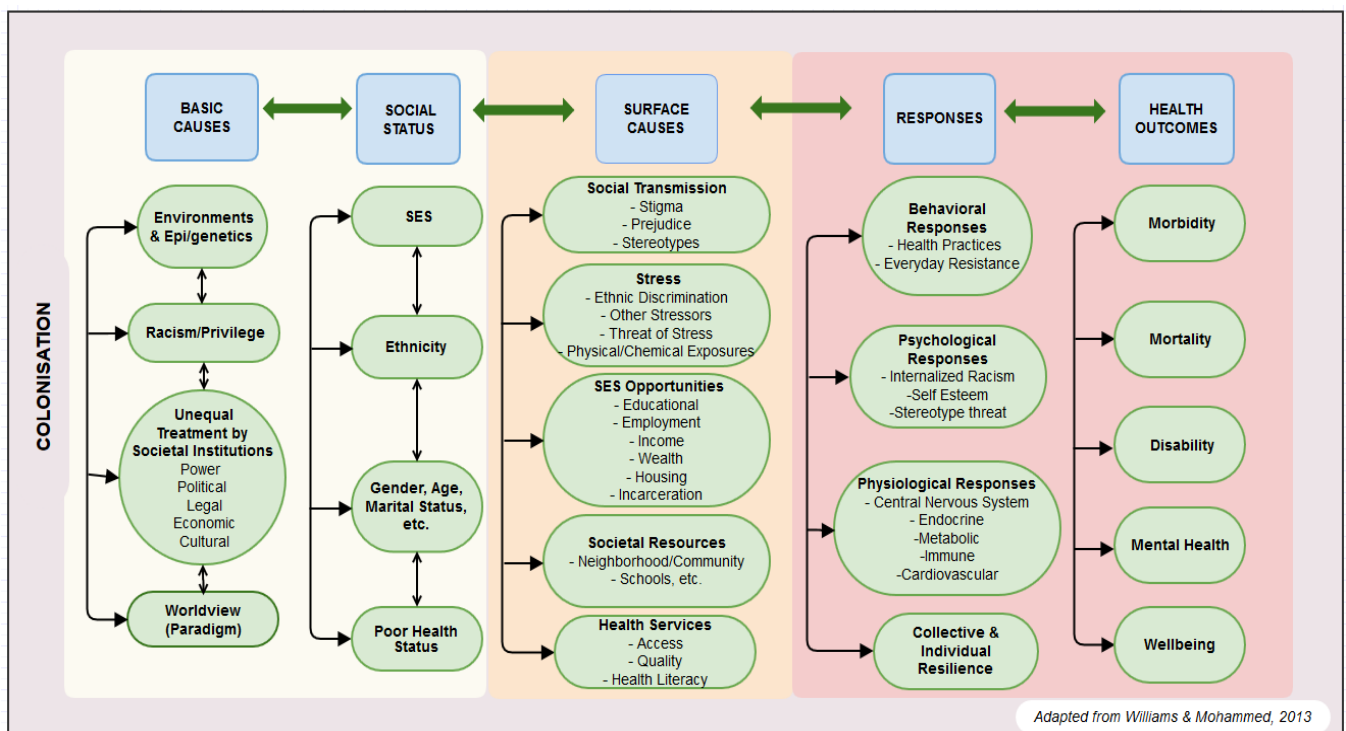 COLONISATION
BASIC
CAUSES
Environments
& Epi/genetics
Racism/Privilege
Unequal
Treatment by
Societal Institutions
Power
Political
Legal
Economic
Cultural
Worldview
(Paradigm)
SOCIAL
STATUS
SES
Ethnicity
Gender, Age,
Marital Status,
etc.
Poor Health
Status
SURFACE
CAUSES
Social Transmission
- Stigma
- Prejudice
- Stereotypes
Stress
- Ethnic Discrimination
- Other Stressors
- Threat of Stress
- Physical/Chemical Exposures
SES Opportunities
- Educational
- Employment
- Income
- Wealth
- Housing
- Incarceration
Societal Resources
- Neighborhood/Community
- Schools, etc.
Health Services
- Access
- Quality
- Health Literacy
RESPONSES
Behavioral
Responses
- Health Practices
- Everyday Resistance
Psychological
Responses
- Internalized Racism
-Self Esteem
-Stereotype threat
Physiological Responses
- Central Nervous System
- Endocrine
-Metabolic
-Immune
-Cardiovascular
Collective &
Individual
Resilience
HEALTH
OUTCOMES
Morbidity
Mortality
Disability
Mental Health
Wellbeing
Adapted from Williams & Mohammed, 2013